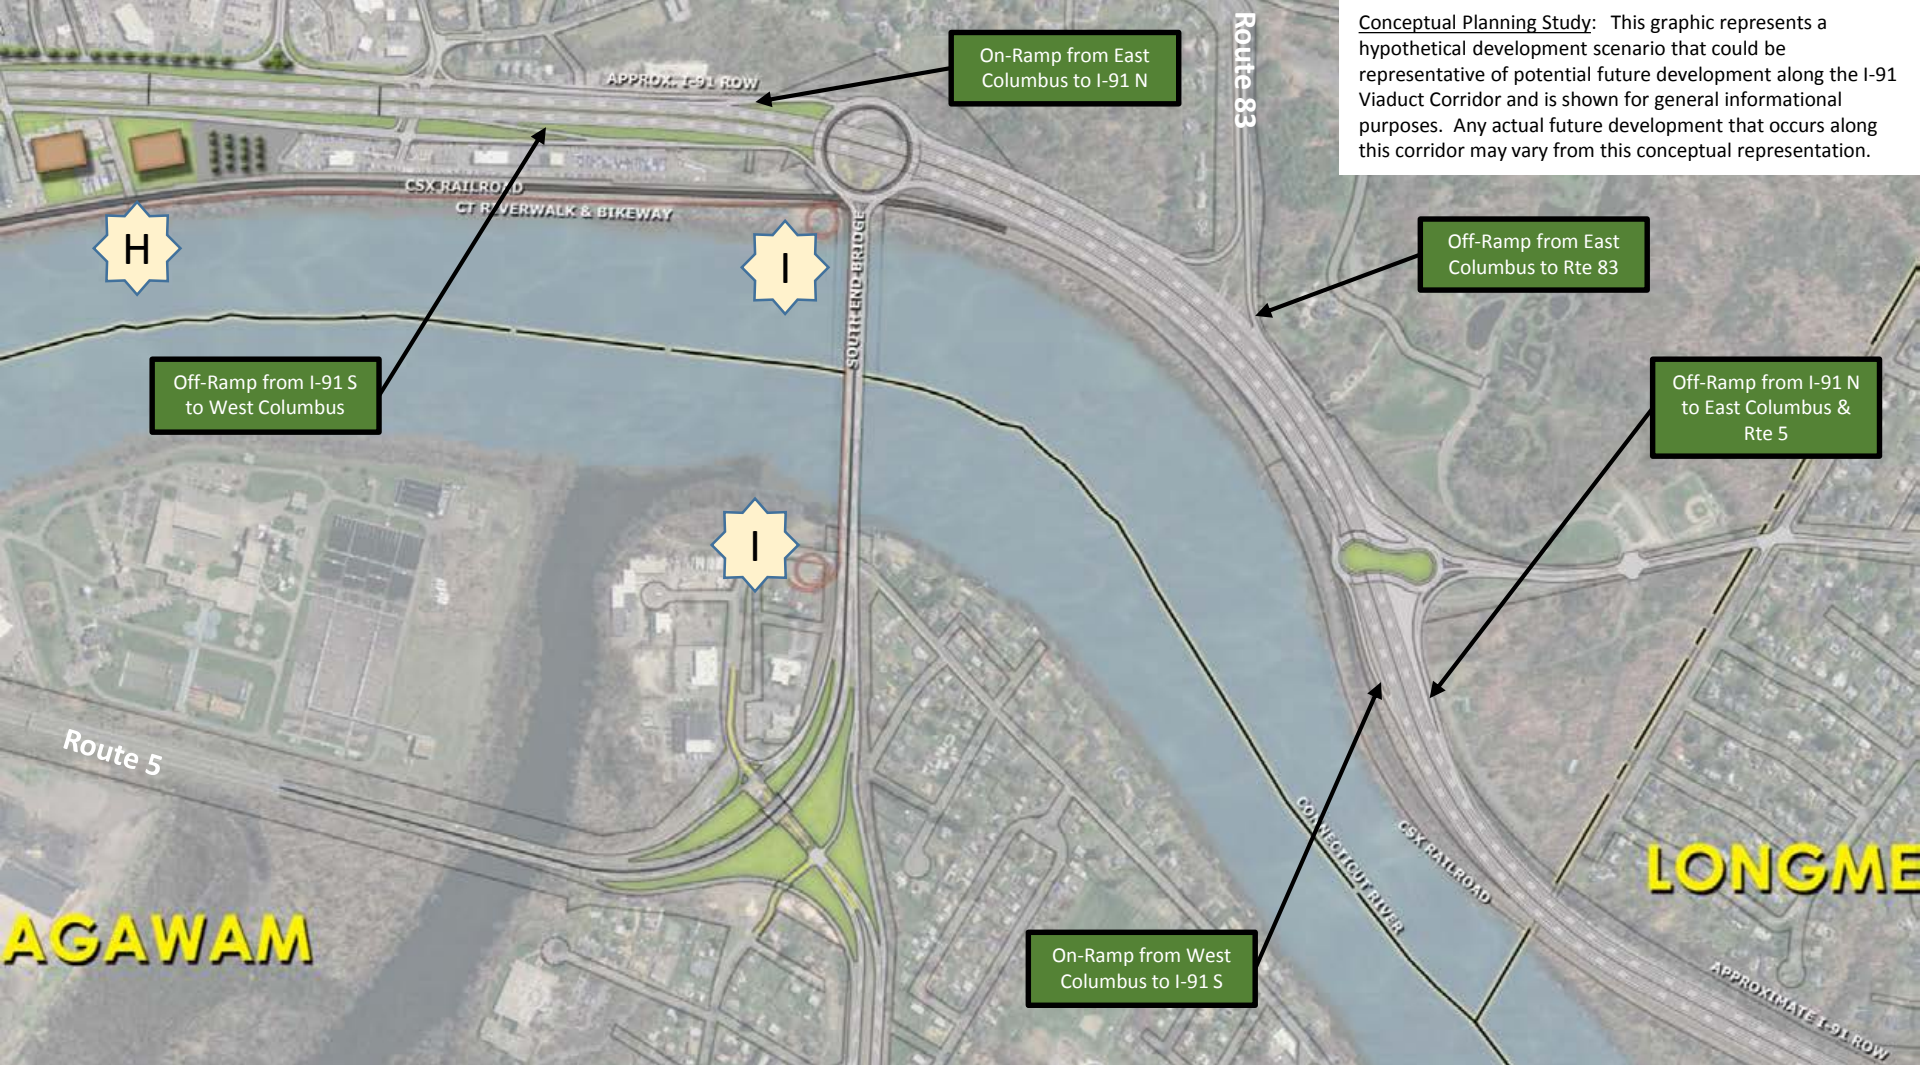 Conceptual Planning Study: This graphic represents a
hypothetical development scenario that could be
representative of potential future development along the I-91
Viaduct Corridor and is shown for general informational
purposes. Any actual future development that occurs along
this corridor may vary from this conceptual representation.
On-Ramp from East
Columbus to I-91 N
Route 83
APPROX. I-91 ROW
CSX RAILROAD
CT RIVERWALK & BIKEWAY
H
I
SOUTH END BRIDGE
Off-Ramp from East
Columbus to Rte 83
Off-Ramp from I-91 S
to West Columbus
Off-Ramp from I-91 N
to East Columbus &
Rte 5
I
Route 5
CONNECTICUT RIVER
CSX RAILROAD
LONGME
AGAWAM
On-Ramp from West
Columbus to I-91 S
APPROXIMATE I-91 ROW